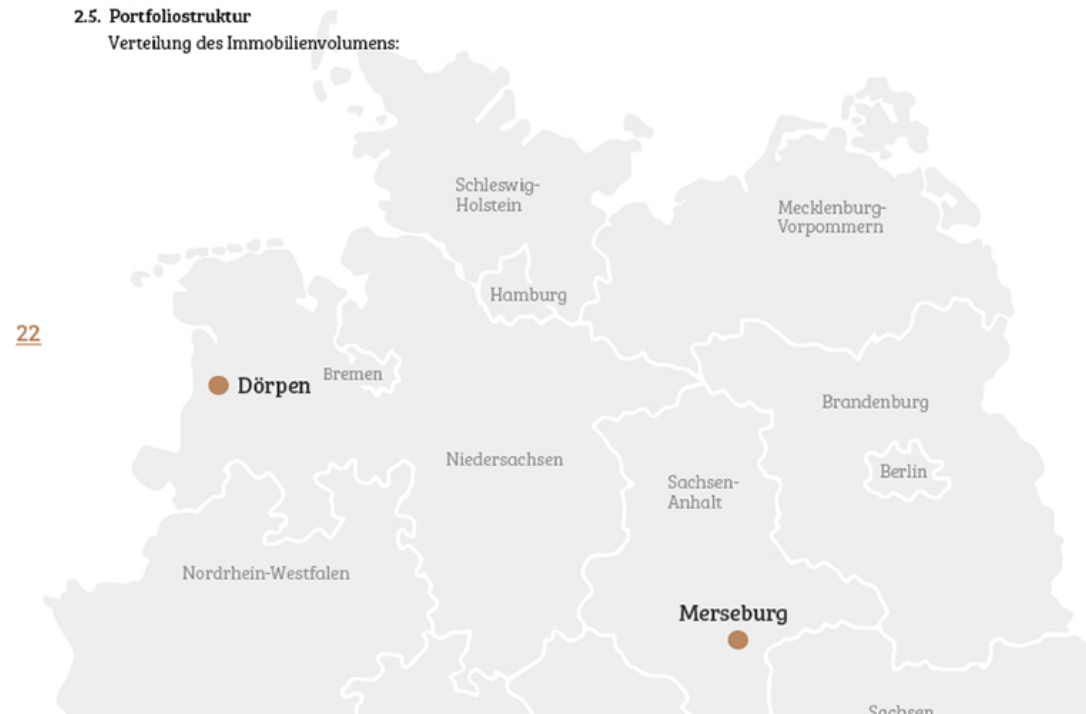 2.5. Portfoliostruktur
Verteilung des Immobilienvolumens:
Schleswig-
Holstein
Mecklenburg-
Vorpommern
Hamburg
22
Dörpen
Bremen
Brandenburg
Niedersachsen
Berlin
Sachsen-
Anhalt
Nordrhein-Westfalen
Merseburg
Sachsen